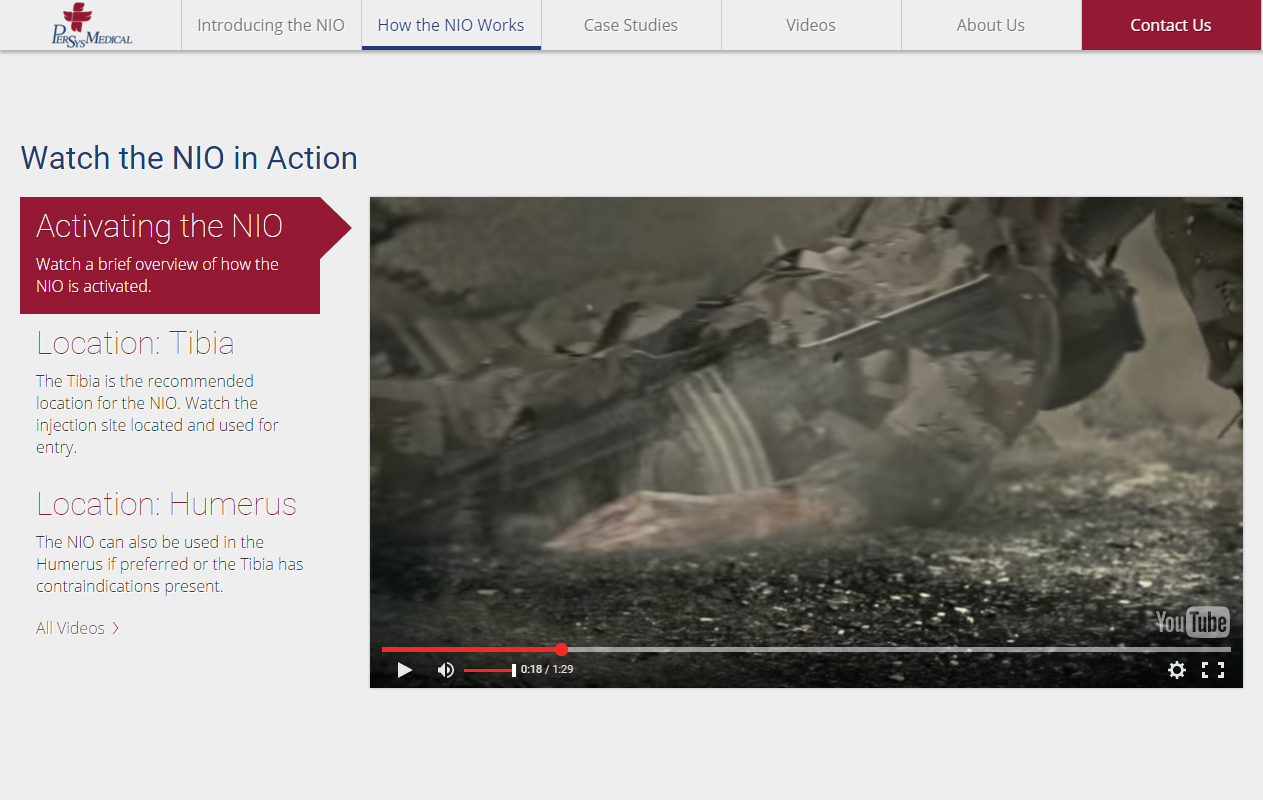 PerSys Medical
Introducing the NIO
How the NIO Works
Case Studies
Videos
About Us
Contact Us
Watch the NIO in Action
Activating the NIO
Watch a brief overview of how the
NIO is activated.
Location: Tibia
The Tibia is the recommended
location for the NIO. Watch the
injection site located and used for
entry.
Location: Humerus
The NIO can also be used in the
Humerus if preferred or the Tibia has
contraindications present.
All Videos
YouTube
0:18 / 1:29